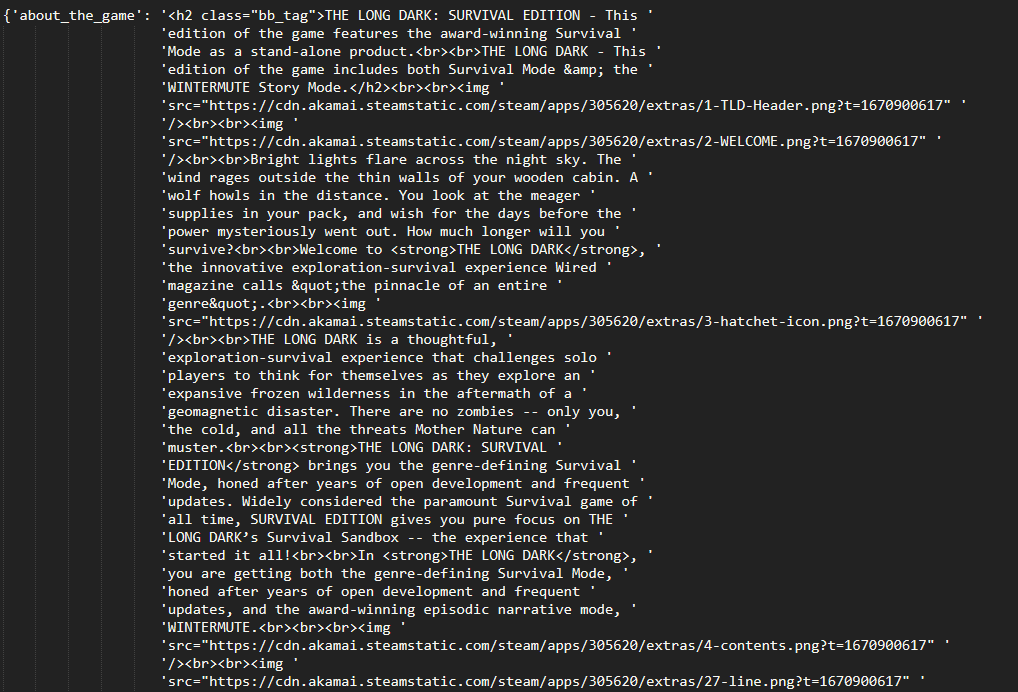 {'about_the_game': '<h2 class="bb_tag">THE LONG DARK: SURVIVAL EDITION - This '
'edition of the game features the award-winning Survival '
'Mode as a stand-alone product.<br><br>THE LONG DARK - This '
'edition of the game includes both Survival Mode &amp; the '
'WINTERMUTE Story Mode.</h2><br><br><img '
'src="https://cdn.akamai.steamstatic.com/steam/apps/305620/extras/1-TLD-Header.png?t=1670900617" '
'/><br><br><img '
'src="https://cdn.akamai.steamstatic.com/steam/apps/305620/extras/2-WELCOME.png?t=1670900617" '
'/><br><br>Bright lights flare across the night sky. The '
'wind rages outside the thin walls of your wooden cabin. A '
'wolf howls in the distance. You look at the meager '
'supplies in your pack, and wish for the days before the '
'power mysteriously went out. How much longer will you '
'survive?<br><br>Welcome to <strong>THE LONG DARK</strong>, '
'the innovative exploration-survival experience Wired '
'magazine calls &quot;the pinnacle of an entire '
'genre&quot;.<br><br><img '
'src="https://cdn.akamai.steamstatic.com/steam/apps/305620/extras/3-hatchet-icon.png?t=1670900617" '
'/><br><br>THE LONG DARK is a thoughtful, '
'exploration-survival experience that challenges solo '
'players to think for themselves as they explore an '
'expansive frozen wilderness in the aftermath of a '
'geomagnetic disaster. There are no zombies -- only you, '
'the cold, and all the threats Mother Nature can '
'muster.<br><br><strong>THE LONG DARK: SURVIVAL '
'EDITION</strong> brings you the genre-defining Survival '
'Mode, honed after years of open development and frequent '
'updates. Widely considered the paramount Survival game of '
'all time, SURVIVAL EDITION gives you pure focus on THE '
'LONG DARK’s Survival Sandbox -- the experience that '
'started it all!<br><br>In <strong>THE LONG DARK</strong>, '
'you are getting both the genre-defining Survival Mode, '
'honed after years of open development and frequent '
'updates, and the award-winning episodic narrative mode, '
'WINTERMUTE.<br><br><br><img '
'src="https://cdn.akamai.steamstatic.com/steam/apps/305620/extras/4-contents.png?t=1670900617" '
'/><br><br><img '
'src="https://cdn.akamai.steamstatic.com/steam/apps/305620/extras/27-line.png?t=1670900617" '